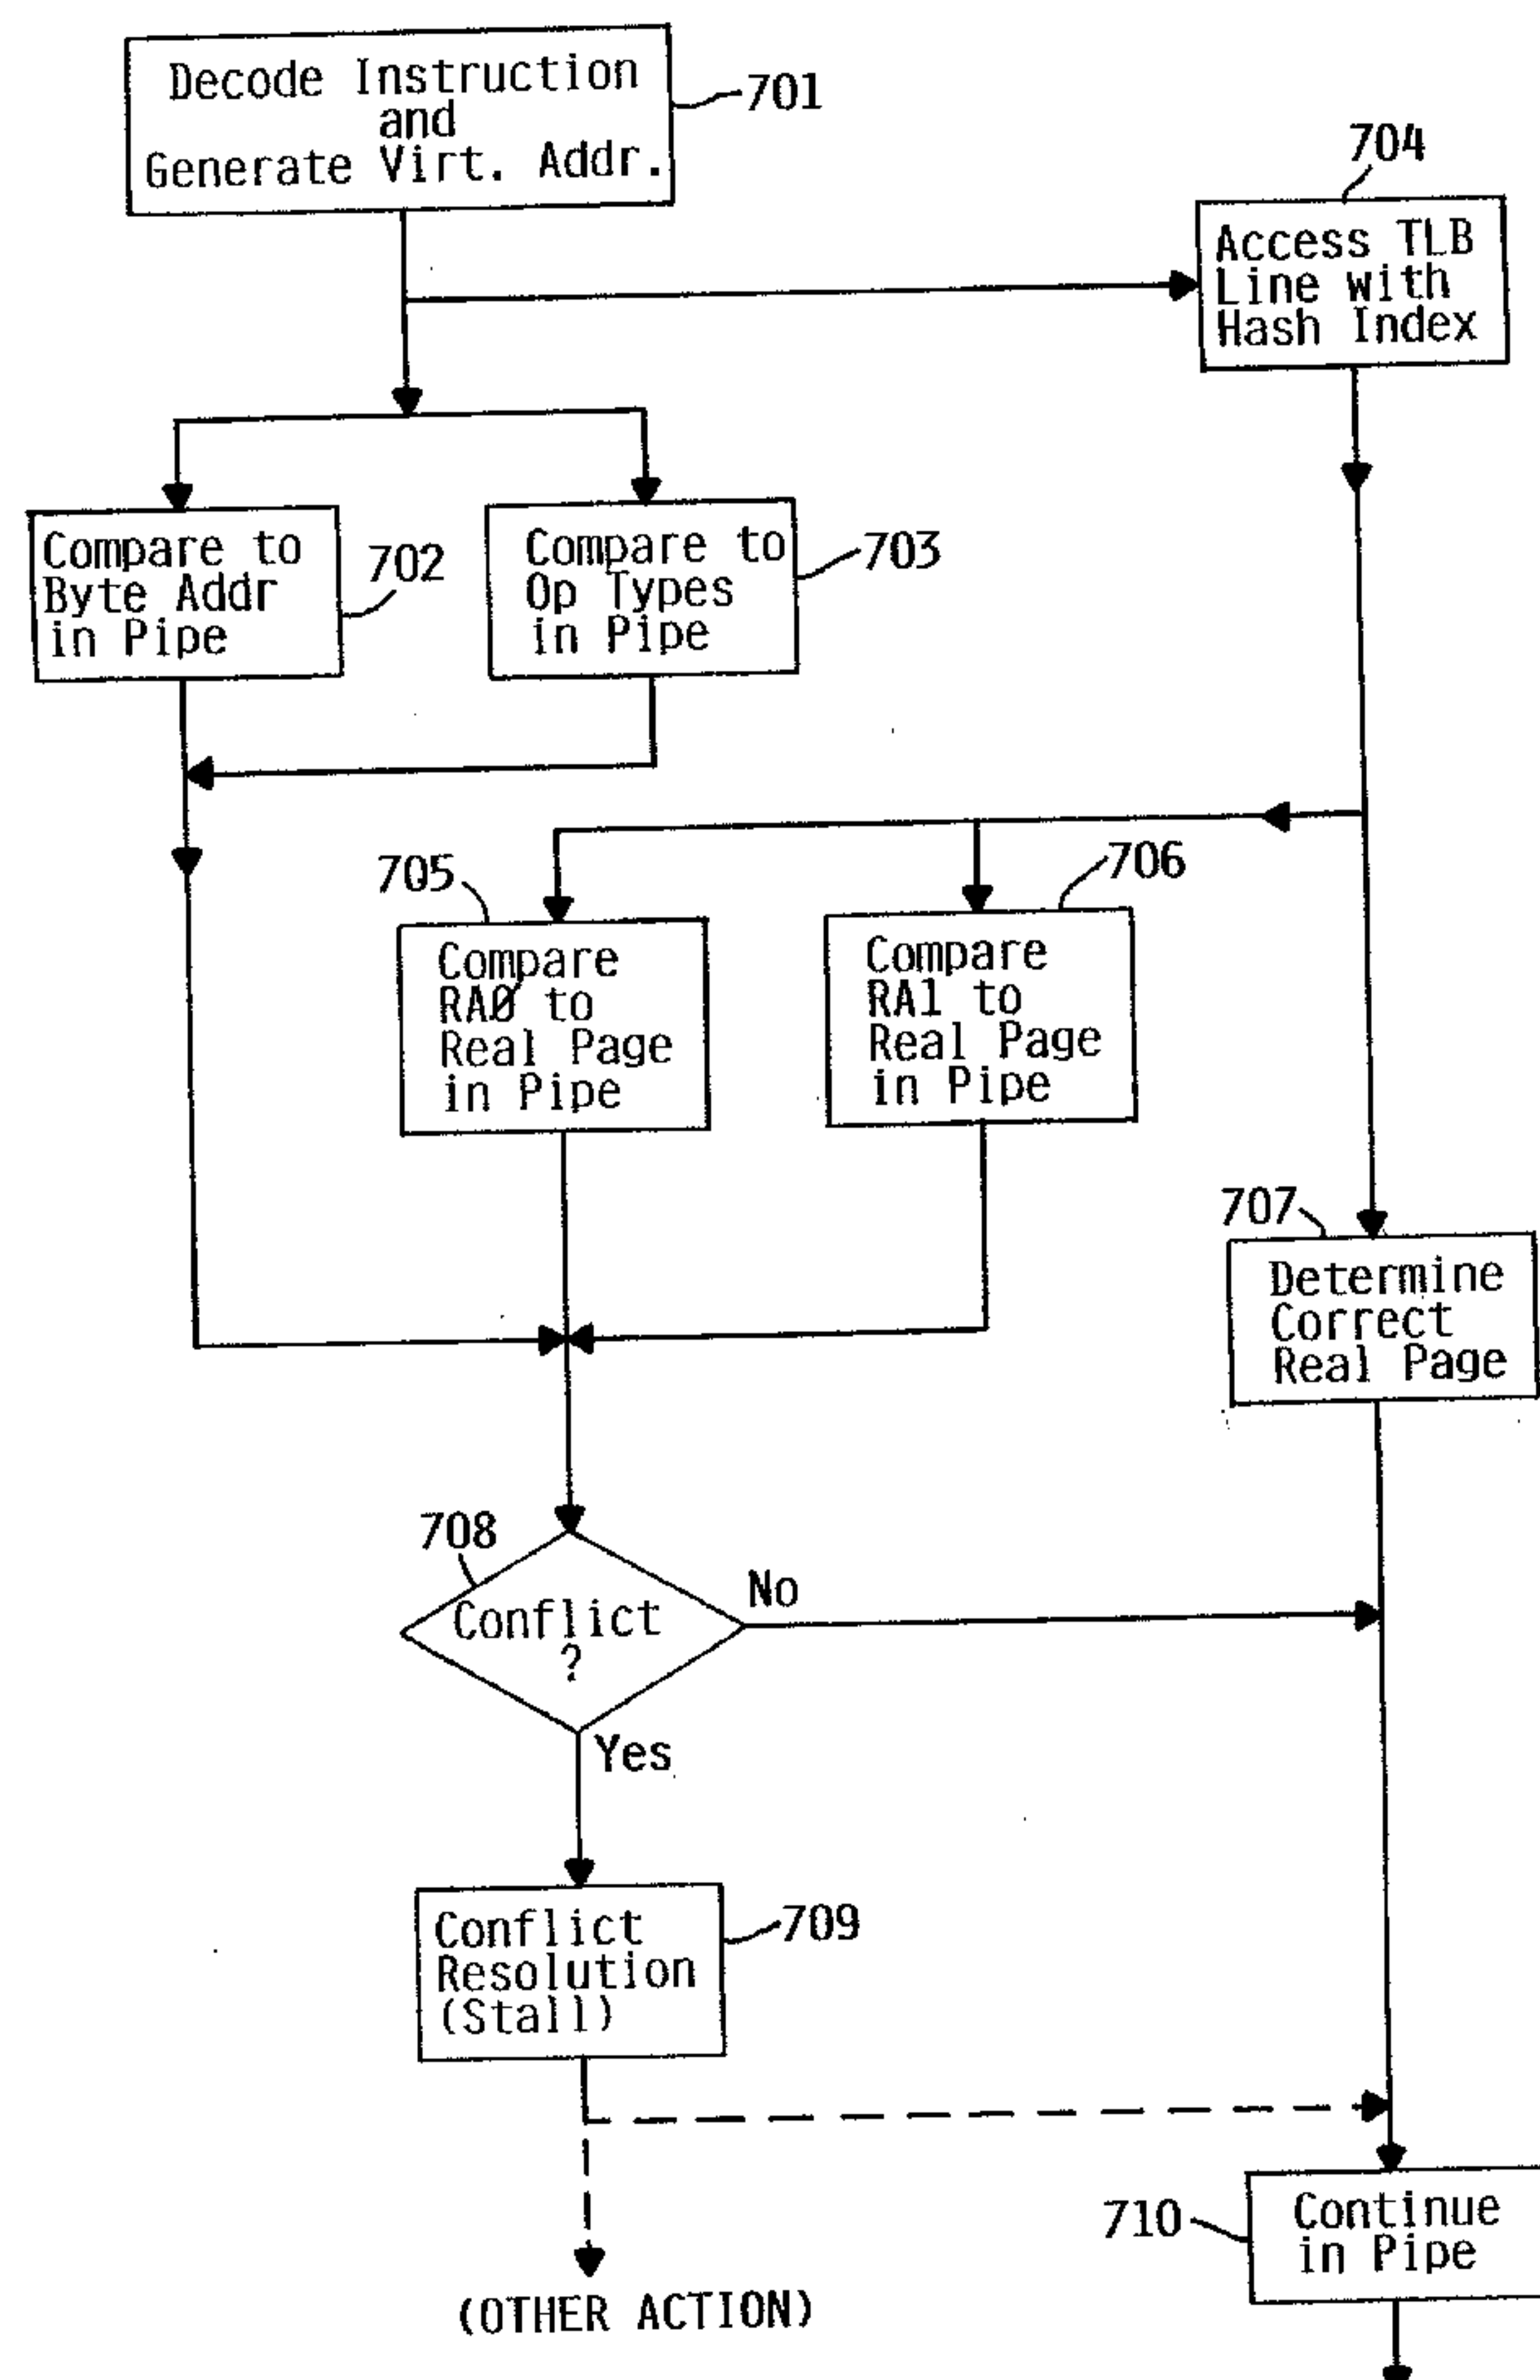 Decode Instruction
and
Generate Virt. Addr.
701
704
Access TLB
Line with
Hash Index
Compare to
Byte Addr
in Pipe
702
Compare to
Op Types
in Pipe
703
705
Compare
RA0 to
Real Page
in Pipe
706
Compare
RA1 to
Real Page
in Pipe
707
Determine
Correct
Real Page
708
Conflict
?
No
Yes
Conflict
Resolution
(Stall)
709
710
Continue
in Pipe
(OTHER ACTION)